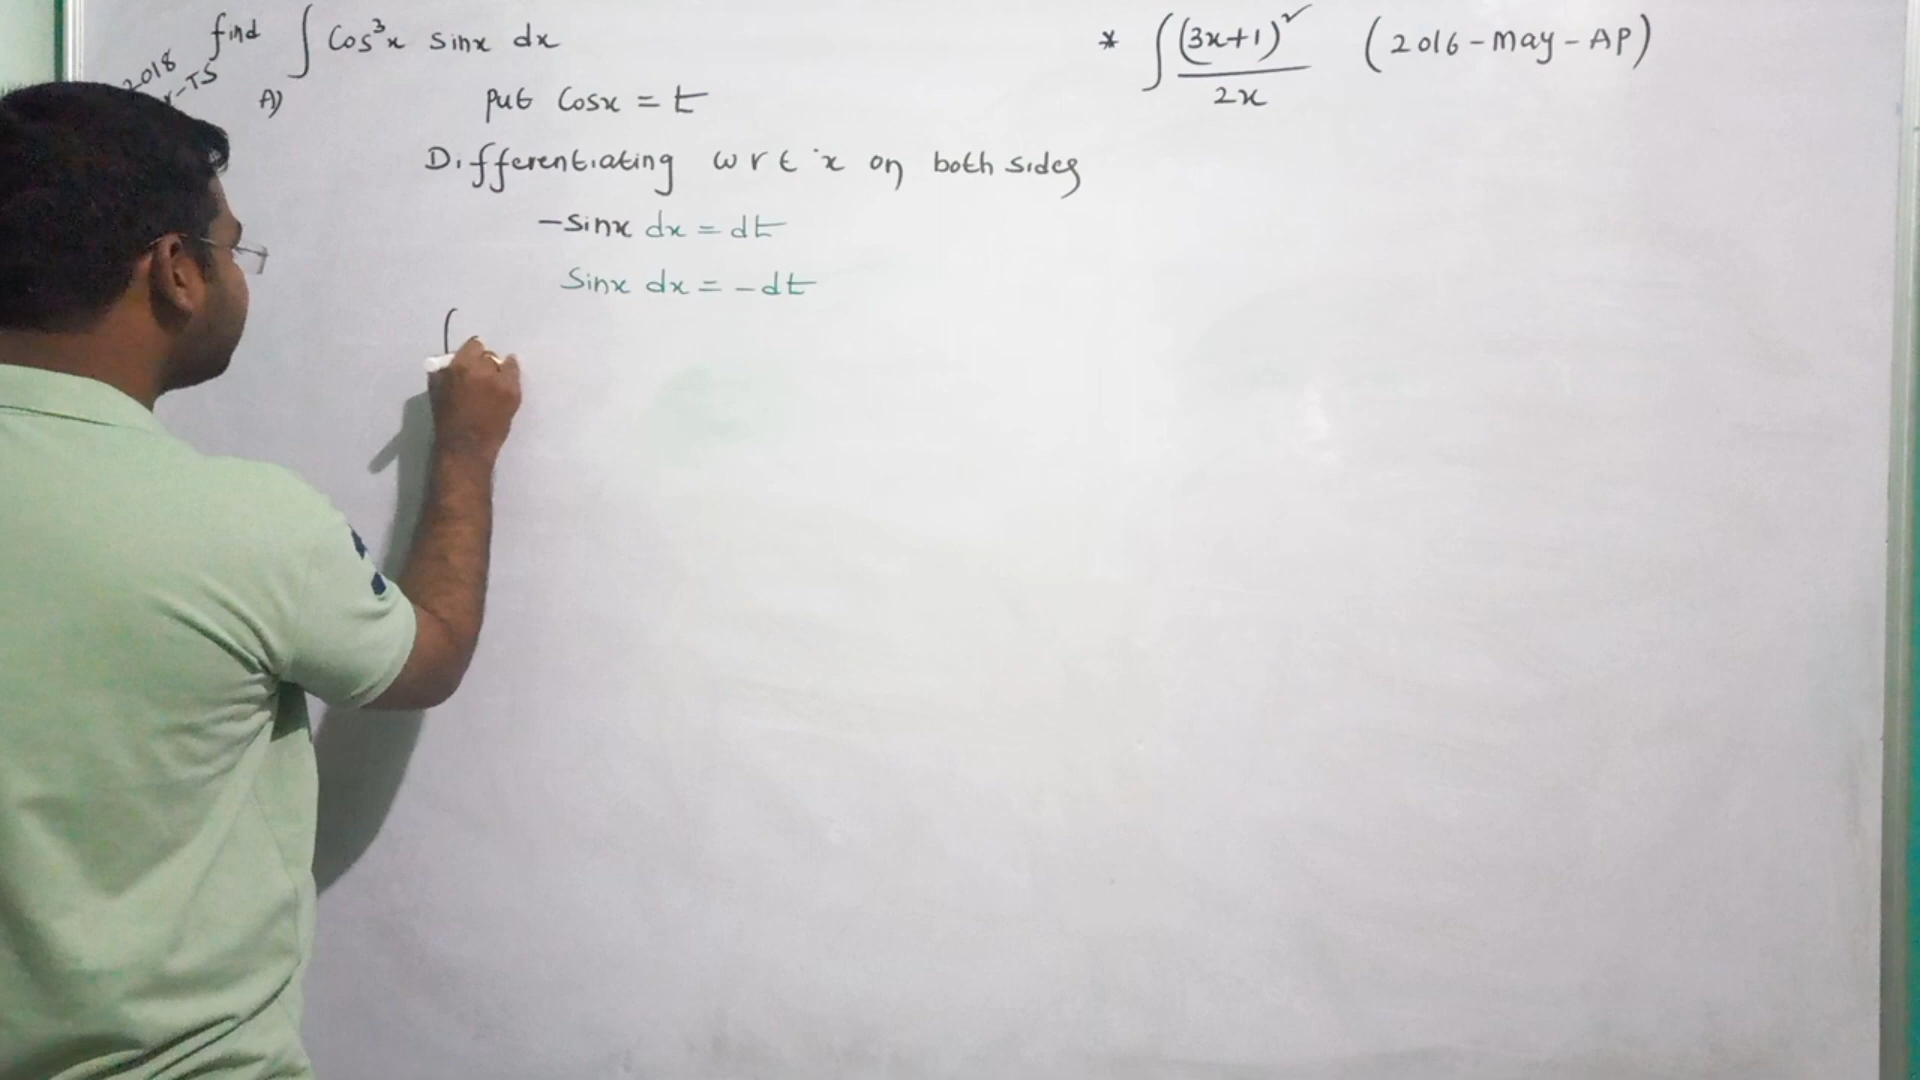 find ∫ Cos³x sinx dx
2018
-TS
A) put Cosx = t
Differentiating w r t x on both sides
-Sinx dx = dt
Sinx dx = -dt
∫
* ∫ (3x+1)² / 2x (2016-May-AP)